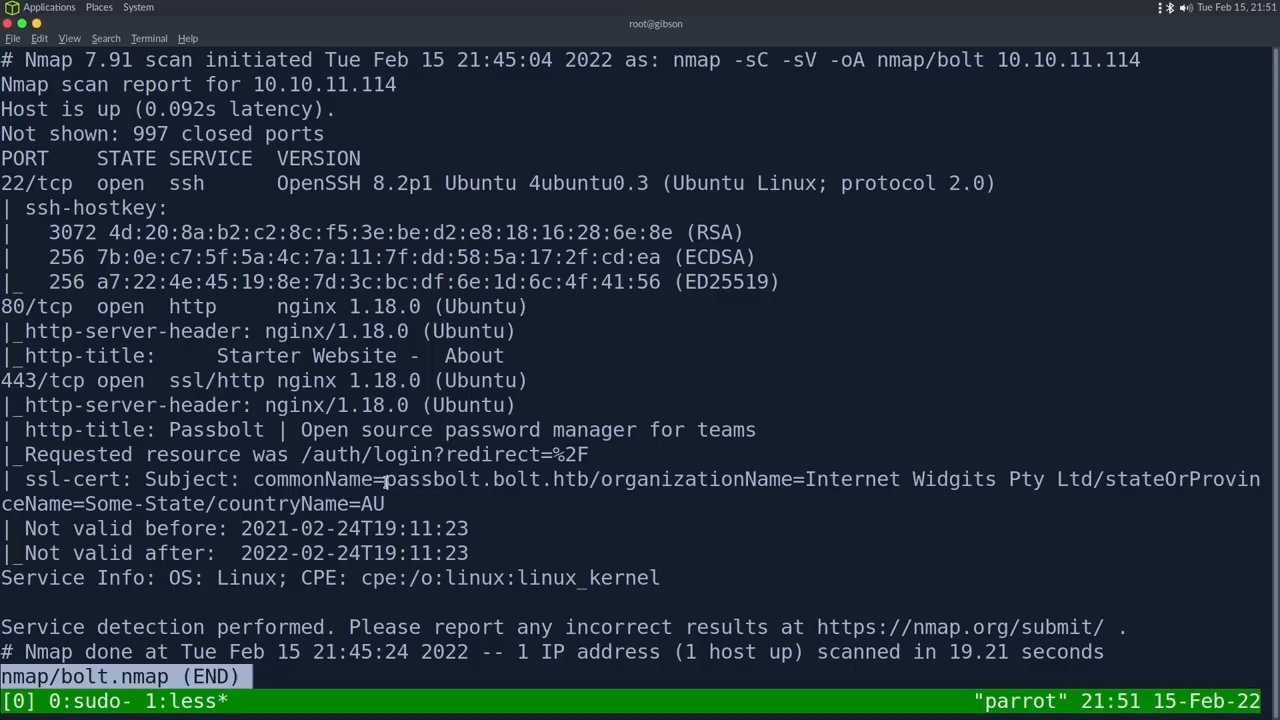 Applications Places System Tue Feb 15, 21:51
root@gibson
File Edit View Search Terminal Help
# Nmap 7.91 scan initiated Tue Feb 15 21:45:04 2022 as: nmap -sC -sV -oA nmap/bolt 10.10.11.114
Nmap scan report for 10.10.11.114
Host is up (0.092s latency).
Not shown: 997 closed ports
PORT    STATE SERVICE  VERSION
22/tcp  open  ssh      OpenSSH 8.2p1 Ubuntu 4ubuntu0.3 (Ubuntu Linux; protocol 2.0)
| ssh-hostkey:
|   3072 4d:20:8a:b2:c2:8c:f5:3e:be:d2:e8:18:16:28:6e:8e (RSA)
|   256 7b:0e:c7:5f:5a:4c:7a:11:7f:dd:58:5a:17:2f:cd:ea (ECDSA)
|_  256 a7:22:4e:45:19:8e:7d:3c:bc:df:6e:1d:6c:4f:41:56 (ED25519)
80/tcp  open  http     nginx 1.18.0 (Ubuntu)
|_http-server-header: nginx/1.18.0 (Ubuntu)
|_http-title:     Starter Website -  About
443/tcp open  ssl/http nginx 1.18.0 (Ubuntu)
|_http-server-header: nginx/1.18.0 (Ubuntu)
| http-title: Passbolt | Open source password manager for teams
|_Requested resource was /auth/login?redirect=%2F
| ssl-cert: Subject: commonName=passbolt.bolt.htb/organizationName=Internet Widgits Pty Ltd/stateOrProvin
ceName=Some-State/countryName=AU
| Not valid before: 2021-02-24T19:11:23
|_Not valid after:  2022-02-24T19:11:23
Service Info: OS: Linux; CPE: cpe:/o:linux:linux_kernel
Service detection performed. Please report any incorrect results at https://nmap.org/submit/ .
# Nmap done at Tue Feb 15 21:45:24 2022 -- 1 IP address (1 host up) scanned in 19.21 seconds
nmap/bolt.nmap (END)
[0] 0:sudo- 1:less* "parrot" 21:51 15-Feb-22